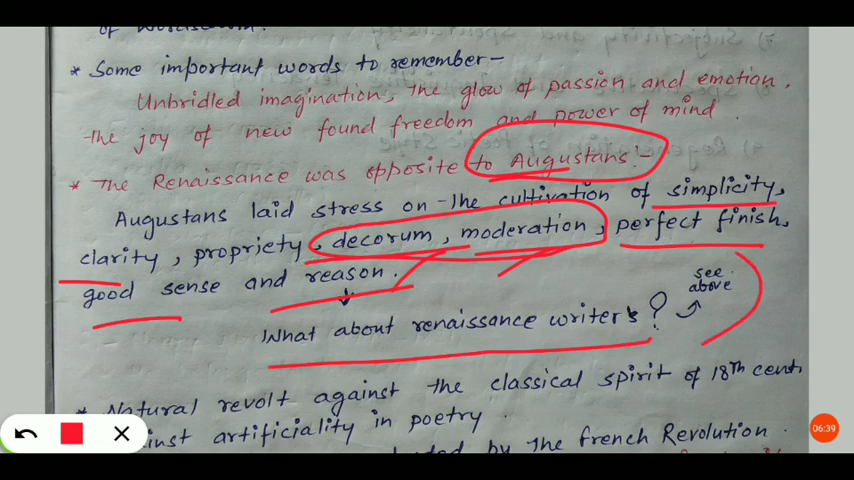 * Some important words to remember-
Unbridled imagination, the glow of passion and emotion.
The joy of new found freedom and power of mind.
* The Renaissance was opposite to Augustans:-
Augustans laid stress on the cultivation of simplicity,
clarity, propriety, decorum, moderation, perfect finish,
good sense and reason.
see
above
What about renaissance writers?
* Natural revolt against the classical spirit of 18th cent
artificiality in poetry.
by the french Revolution.
06:39